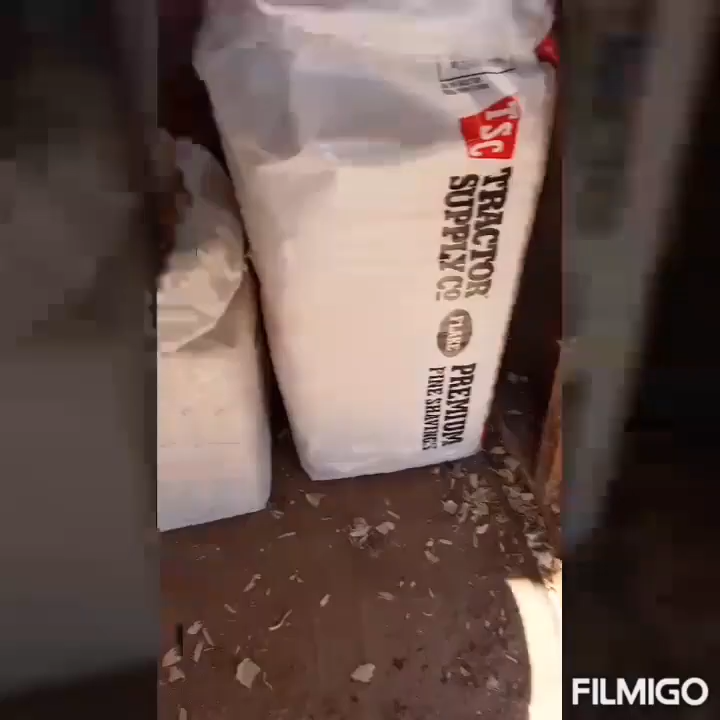 TSC
TRACTOR
SUPPLY CO
FLAKE
PREMIUM
PINE SHAVINGS
FILMIGO